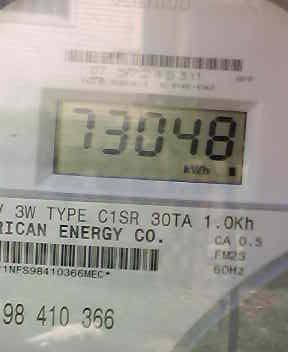 73048
kWh
3W TYPE C1SR 30TA 1.0Kh
RICAN ENERGY CO.
CA 0.5
FM2S
60Hz
1NFS98410366MEC*
98 410 366